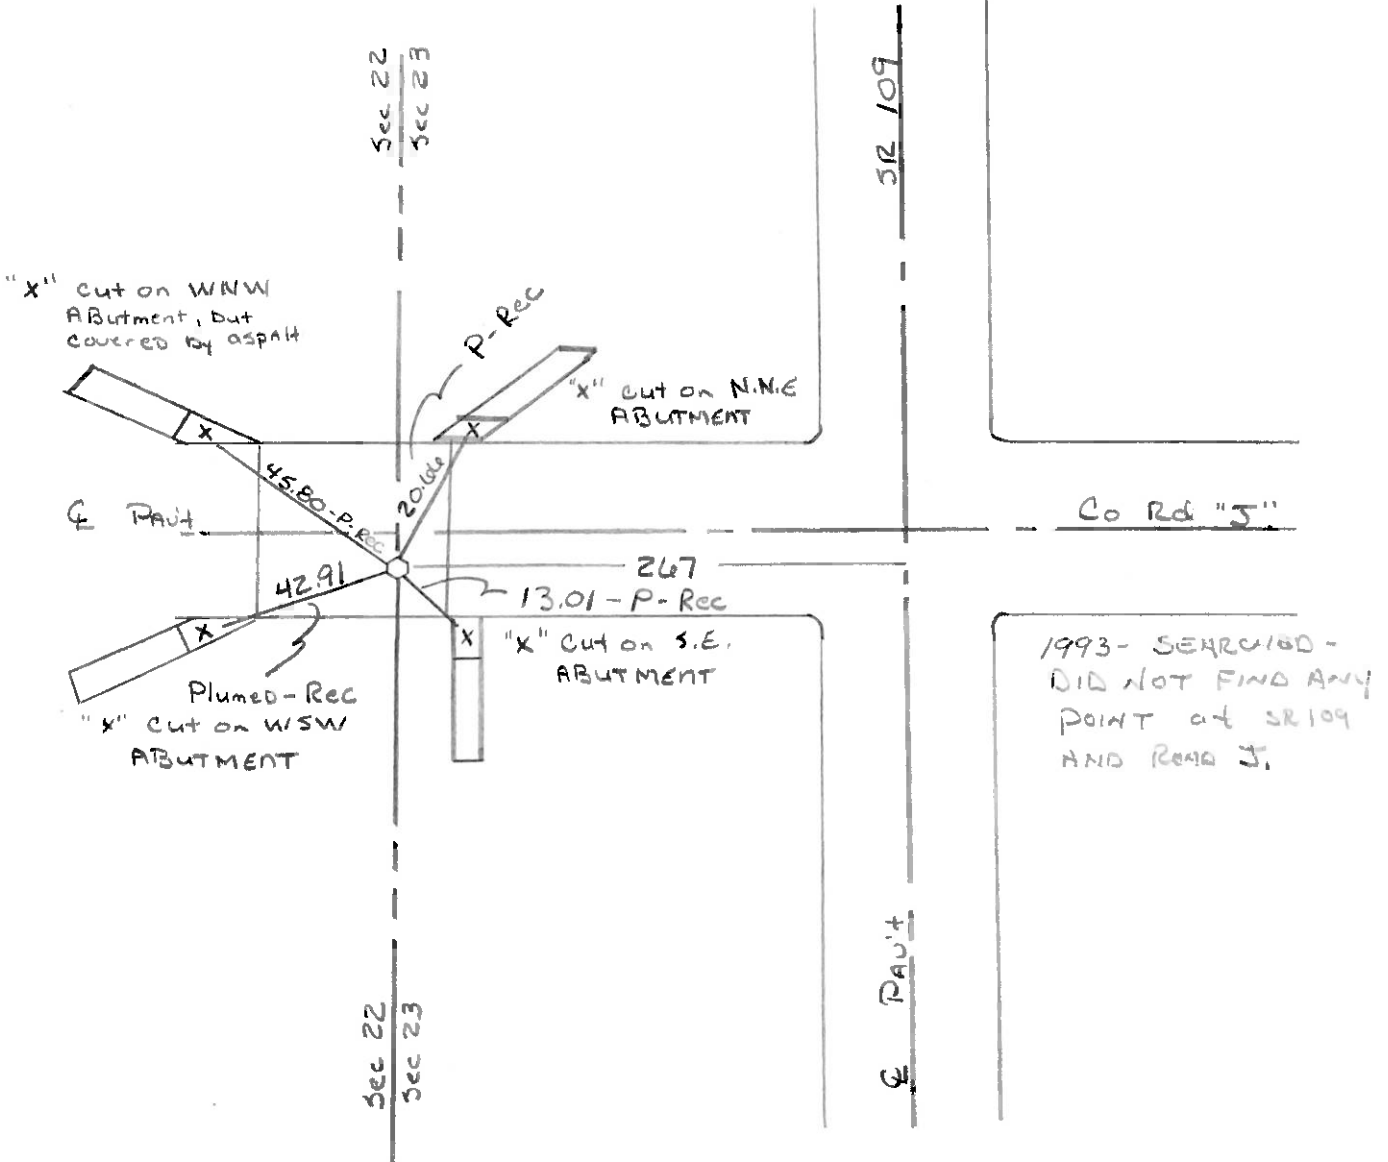 Sec 22
Sec 23
SR 109
"X" cut on WNW
ABUTMENT, but
covered by aspAlt
P-Rec
"X" cut on N.N.E
ABUTMENT
45.80-P.Rec
20.66
℄ PAV't
Co Rd "J"
267
42.91
13.01-P-Rec
"X" Cut on S.E.
ABUTMENT
Plumed-Rec
"X" Cut on WSW
ABUTMENT
1993- SEARCHED-
DID NOT FIND ANY
POINT at SR109
AND ROAD J.
X
X
X
X
℄ PAV't
Sec 22
Sec 23